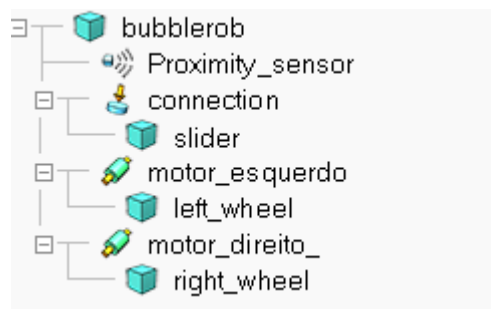 bubblerob
Proximity_sensor
connection
slider
motor_esquerdo
left_wheel
motor_direito_
right_wheel